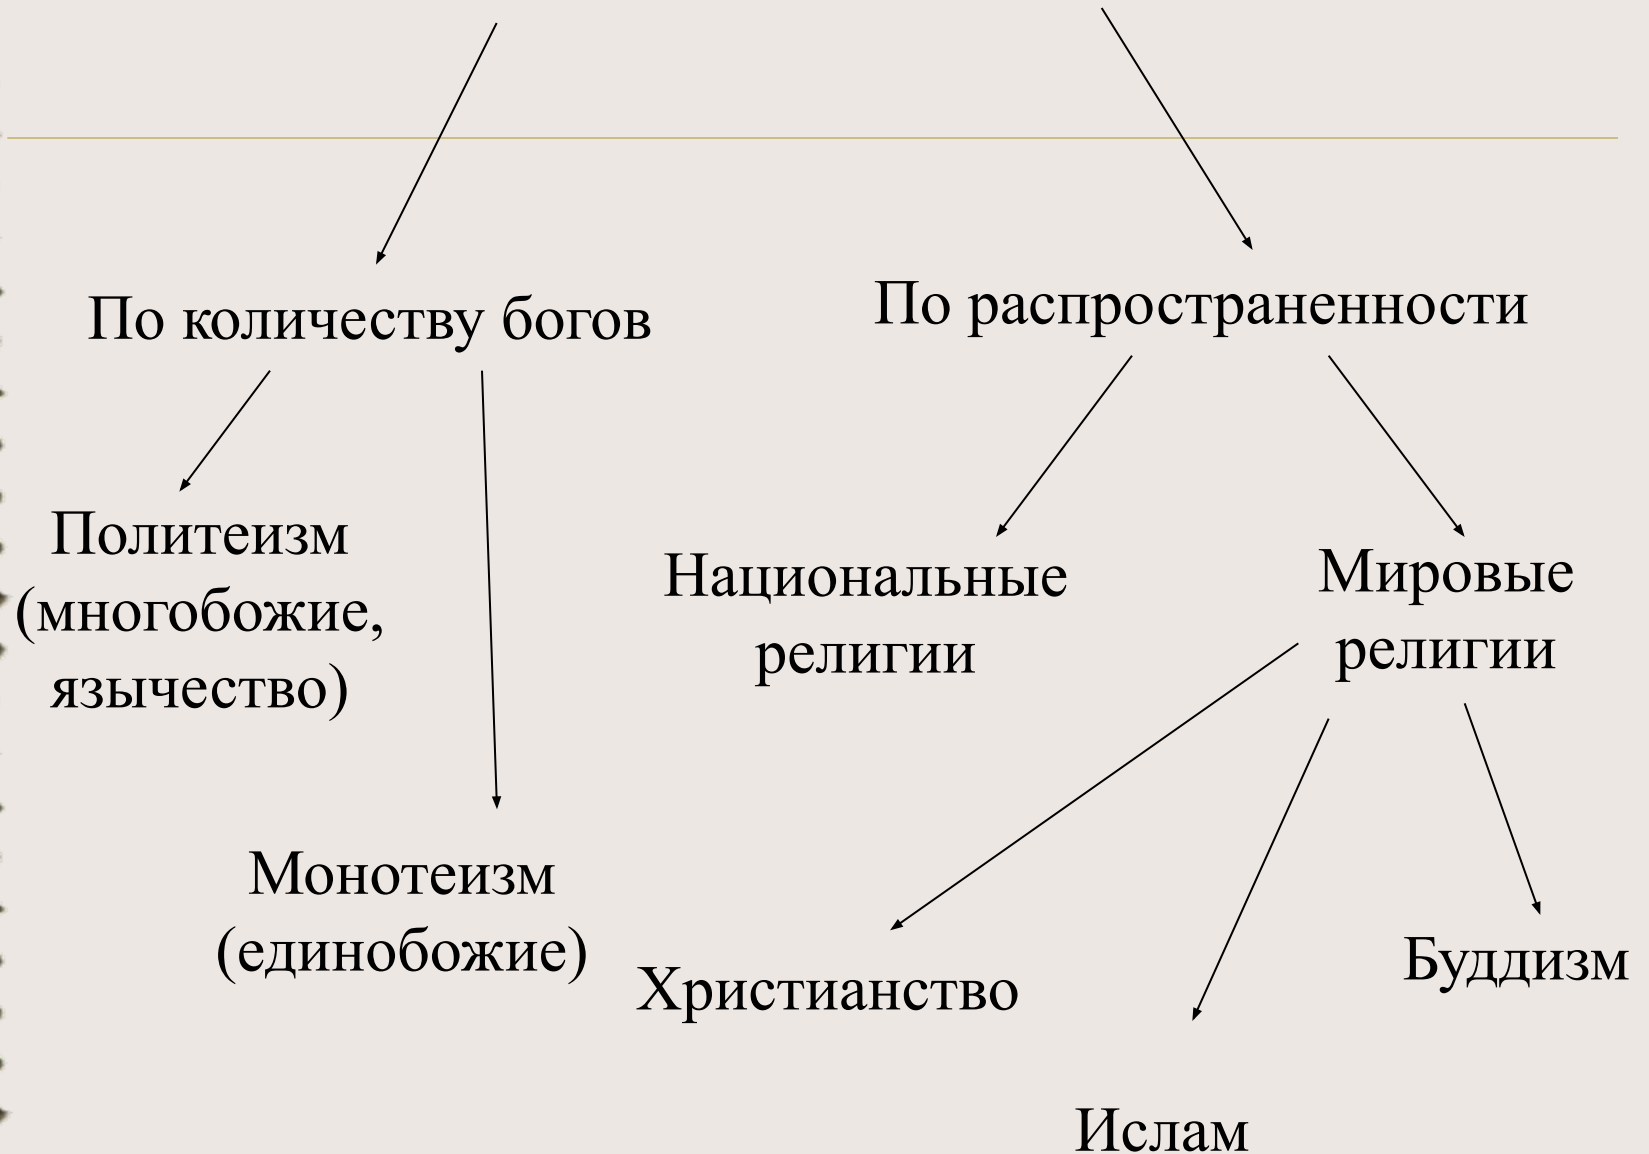 По количеству богов
По распространенности
Политеизм
(многобожие,
язычество)
Национальные
религии
Мировые
религии
Монотеизм
(единобожие)
Христианство
Буддизм
Ислам